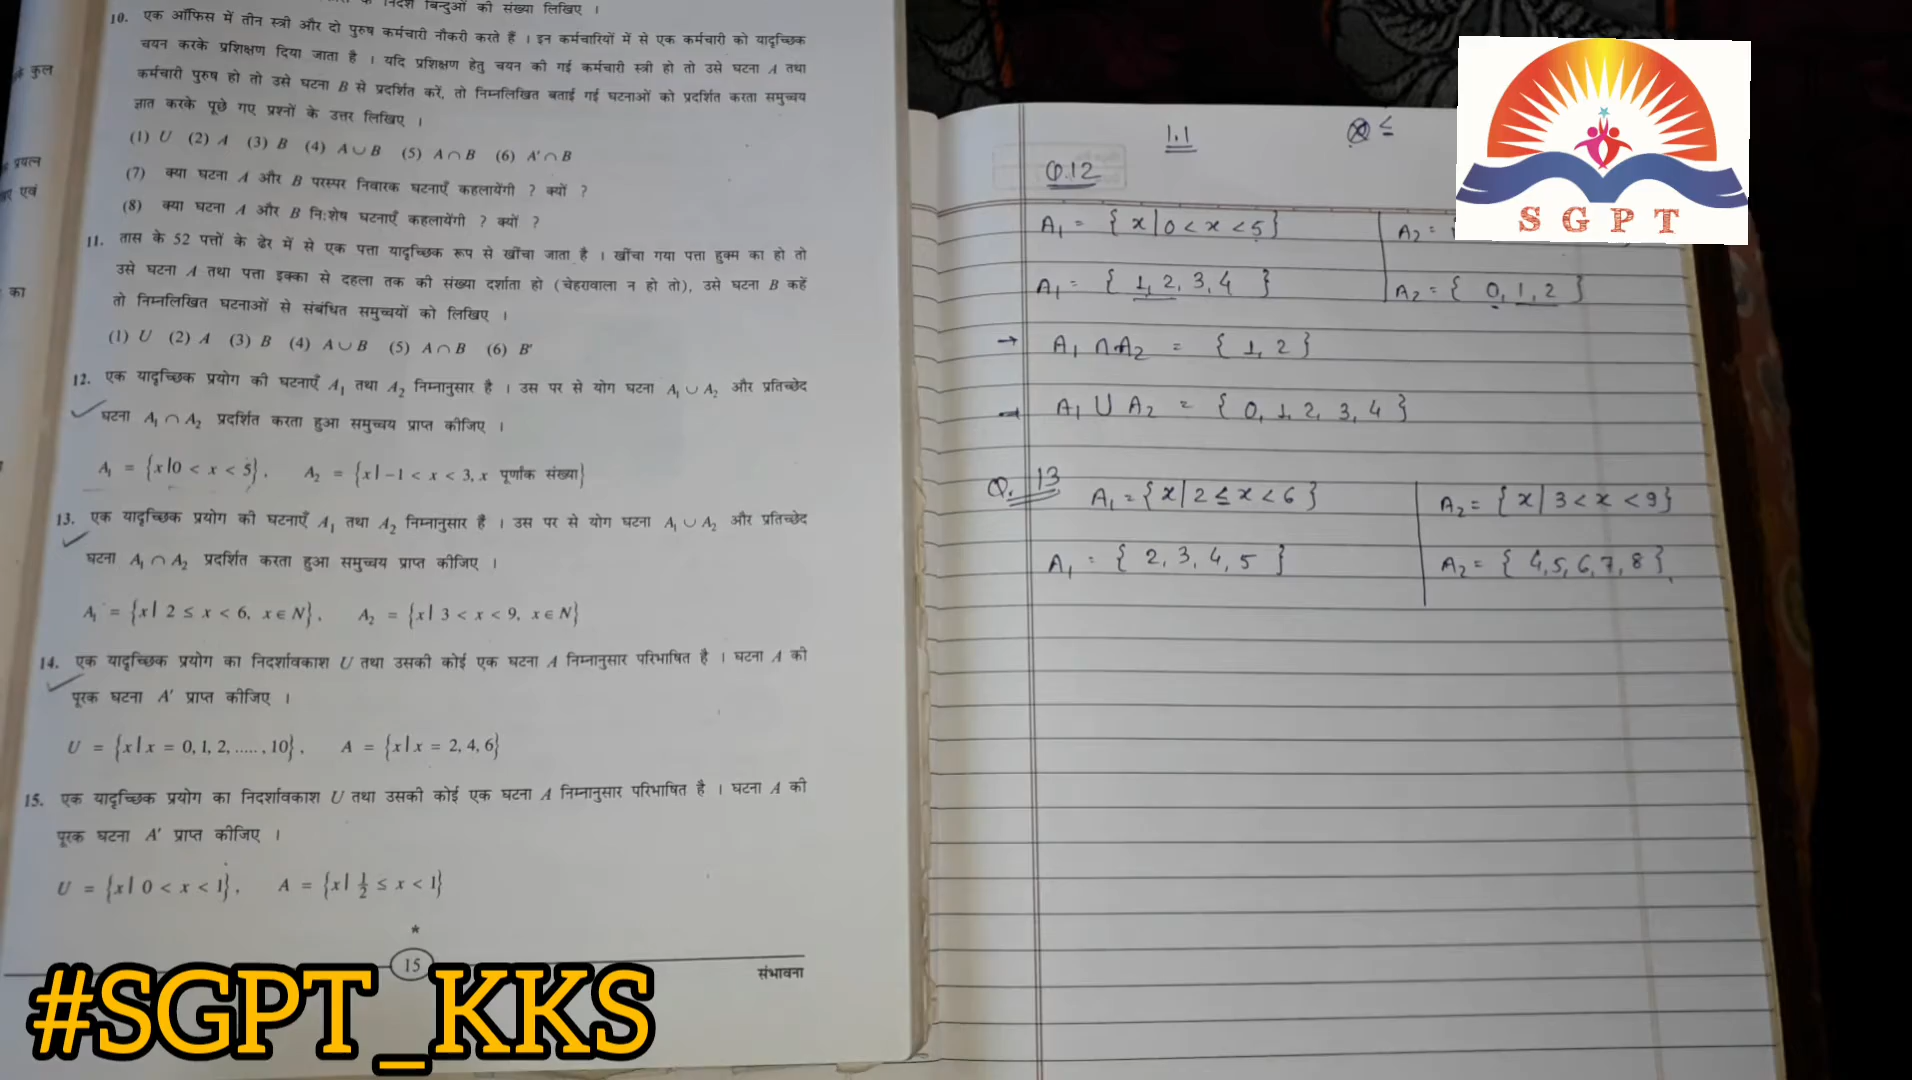 निर्देश बिन्दुओं की संख्या लिखिए ।
10. एक ऑफिस में तीन स्त्री और दो पुरुष कर्मचारी नौकरी करते हैं । इन कर्मचारियों में से एक कर्मचारी को यादृच्छिक
चयन करके प्रशिक्षण दिया जाता है । यदि प्रशिक्षण हेतु चयन की गई कर्मचारी स्त्री हो तो उसे घटना A तथा
कर्मचारी पुरुष हो तो उसे घटना B से प्रदर्शित करें, तो निम्नलिखित बताई गई घटनाओं को प्रदर्शित करता समुच्चय
ज्ञात करके पूछे गए प्रश्नों के उत्तर लिखिए ।
(1) U (2) A (3) B (4) A ∪ B (5) A ∩ B (6) A′ ∩ B
(7) क्या घटना A और B परस्पर निवारक घटनाएँ कहलायेंगी ? क्यों ?
(8) क्या घटना A और B नि:शेष घटनाएँ कहलायेंगी ? क्यों ?
11. तास के 52 पत्तों के ढेर में से एक पत्ता यादृच्छिक रूप से खींचा जाता है । खींचा गया पत्ता हुक्म का हो तो
उसे घटना A तथा पत्ता इक्का से दहला तक की संख्या दर्शाता हो (चेहरावाला न हो तो), उसे घटना B कहें
तो निम्नलिखित घटनाओं से संबंधित समुच्चयों को लिखिए ।
(1) U (2) A (3) B (4) A ∪ B (5) A ∩ B (6) B′
12. एक यादृच्छिक प्रयोग की घटनाएँ A₁ तथा A₂ निम्नानुसार है । उस पर से योग घटना A₁ ∪ A₂ और प्रतिच्छेद
घटना A₁ ∩ A₂ प्रदर्शित करता हुआ समुच्चय प्राप्त कीजिए ।
A₁ = {x|0 < x < 5}, A₂ = {x| −1 < x < 3, x पूर्णांक संख्या}
13. एक यादृच्छिक प्रयोग की घटनाएँ A₁ तथा A₂ निम्नानुसार है । उस पर से योग घटना A₁ ∪ A₂ और प्रतिच्छेद
घटना A₁ ∩ A₂ प्रदर्शित करता हुआ समुच्चय प्राप्त कीजिए ।
A₁ = {x| 2 ≤ x < 6, x ∈ N}, A₂ = {x| 3 < x < 9, x ∈ N}
14. एक यादृच्छिक प्रयोग का निदर्शावकाश U तथा उसकी कोई एक घटना A निम्नानुसार परिभाषित है । घटना A की
पूरक घटना A′ प्राप्त कीजिए ।
U = {x|x = 0, 1, 2, ....., 10}, A = {x|x = 2, 4, 6}
15. एक यादृच्छिक प्रयोग का निदर्शावकाश U तथा उसकी कोई एक घटना A निम्नानुसार परिभाषित है । घटना A की
पूरक घटना A′ प्राप्त कीजिए ।
U = {x| 0 < x < 1}, A = {x| 1/2 ≤ x < 1}
*
15
संभावना
कुल
प्रयत्न
एवं
का
1.1
≤
Q.12
A₁ = { x | 0 < x < 5 }
A₂ =
A₁ = { 1, 2, 3, 4 }
A₂ = { 0, 1, 2 }
→ A₁ ∩ A₂ = { 1, 2 }
→ A₁ ∪ A₂ = { 0, 1, 2, 3, 4 }
Q. 13
A₁ = { x | 2 ≤ x < 6 }
A₂ = { x | 3 < x < 9 }
A₁ = { 2, 3, 4, 5 }
A₂ = { 4, 5, 6, 7, 8 }
SGPT
#SGPT_KKS